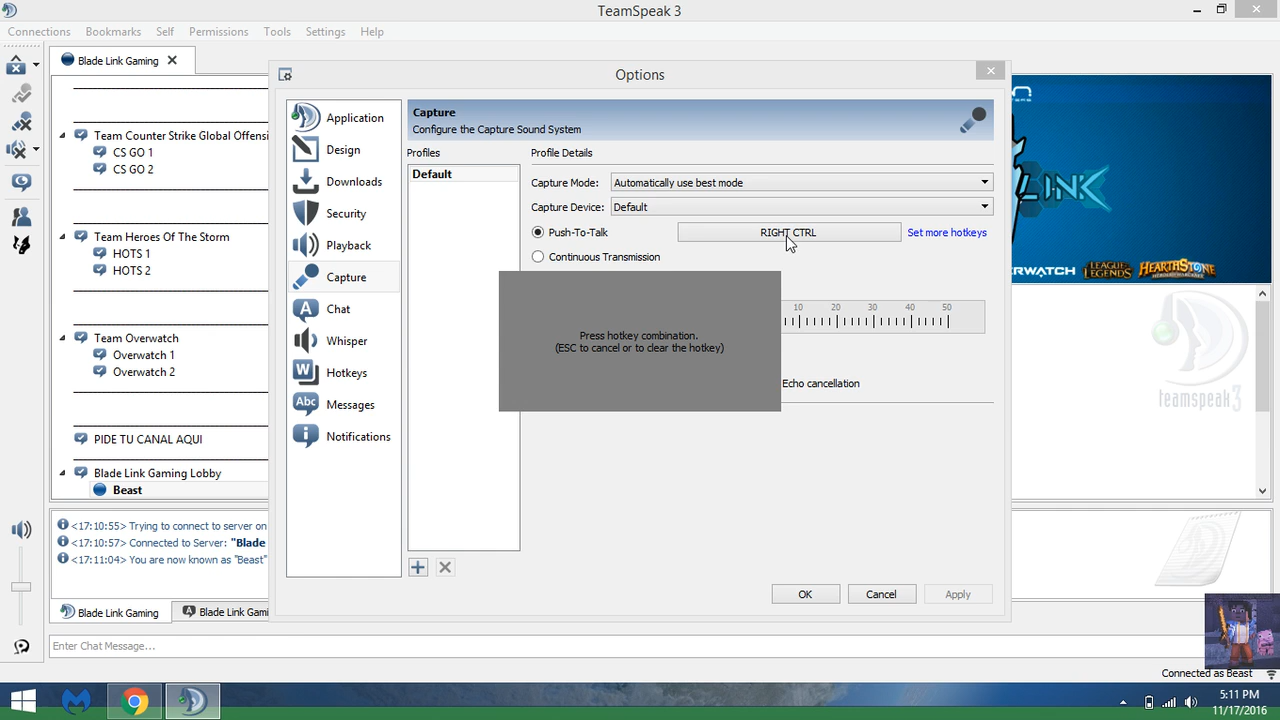 TeamSpeak 3
Connections Bookmarks Self Permissions Tools Settings Help
Blade Link Gaming
Team Counter Strike Global Offensi
CS GO 1
CS GO 2
Team Heroes Of The Storm
HOTS 1
HOTS 2
Team Overwatch
Overwatch 1
Overwatch 2
PIDE TU CANAL AQUI
Blade Link Gaming Lobby
Beast
Options
Application
Design
Downloads
Security
Playback
Capture
Chat
Whisper
Hotkeys
Messages
Notifications
Capture
Configure the Capture Sound System
Profiles
Default
Profile Details
Capture Mode: Automatically use best mode
Capture Device: Default
Push-To-Talk RIGHT CTRL Set more hotkeys
Continuous Transmission
10 20 30 40 50
Press hotkey combination.
(ESC to cancel or to clear the hotkey)
Echo cancellation
OK Cancel Apply
LINK
ERWATCH LEAGUE LEGENDS HEARTHSTONE
teamspeak3
<17:10:55> Trying to connect to server on
<17:10:57> Connected to Server: "Blade
<17:11:04> You are now known as "Beast"
Blade Link Gaming Blade Link Gami
Enter Chat Message...
Connected as Beast
5:11 PM
11/17/2016